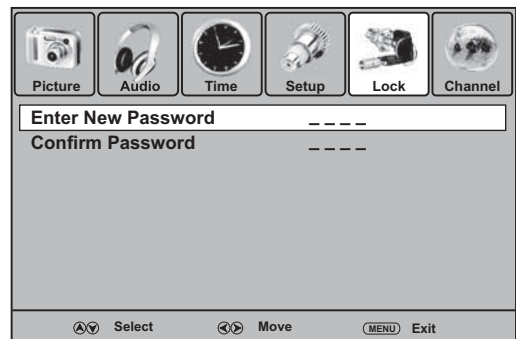 Picture Audio Time Setup Lock Channel
Enter New Password _ _ _ _
Confirm Password _ _ _ _
Select Move MENU Exit